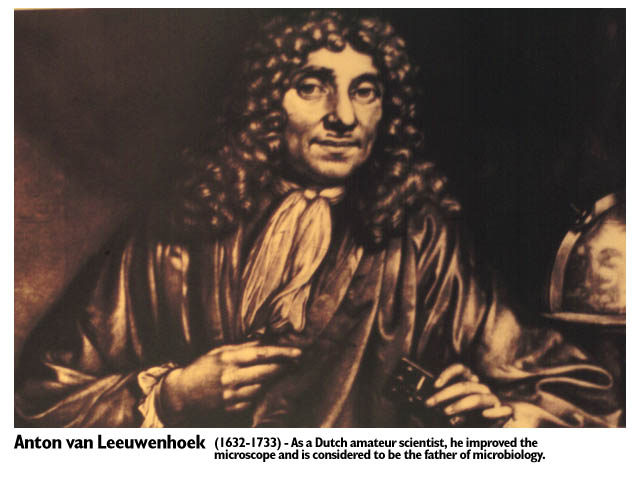 Anton van Leeuwenhoek (1632-1733) - As a Dutch amateur scientist, he improved the
microscope and is considered to be the father of microbiology.